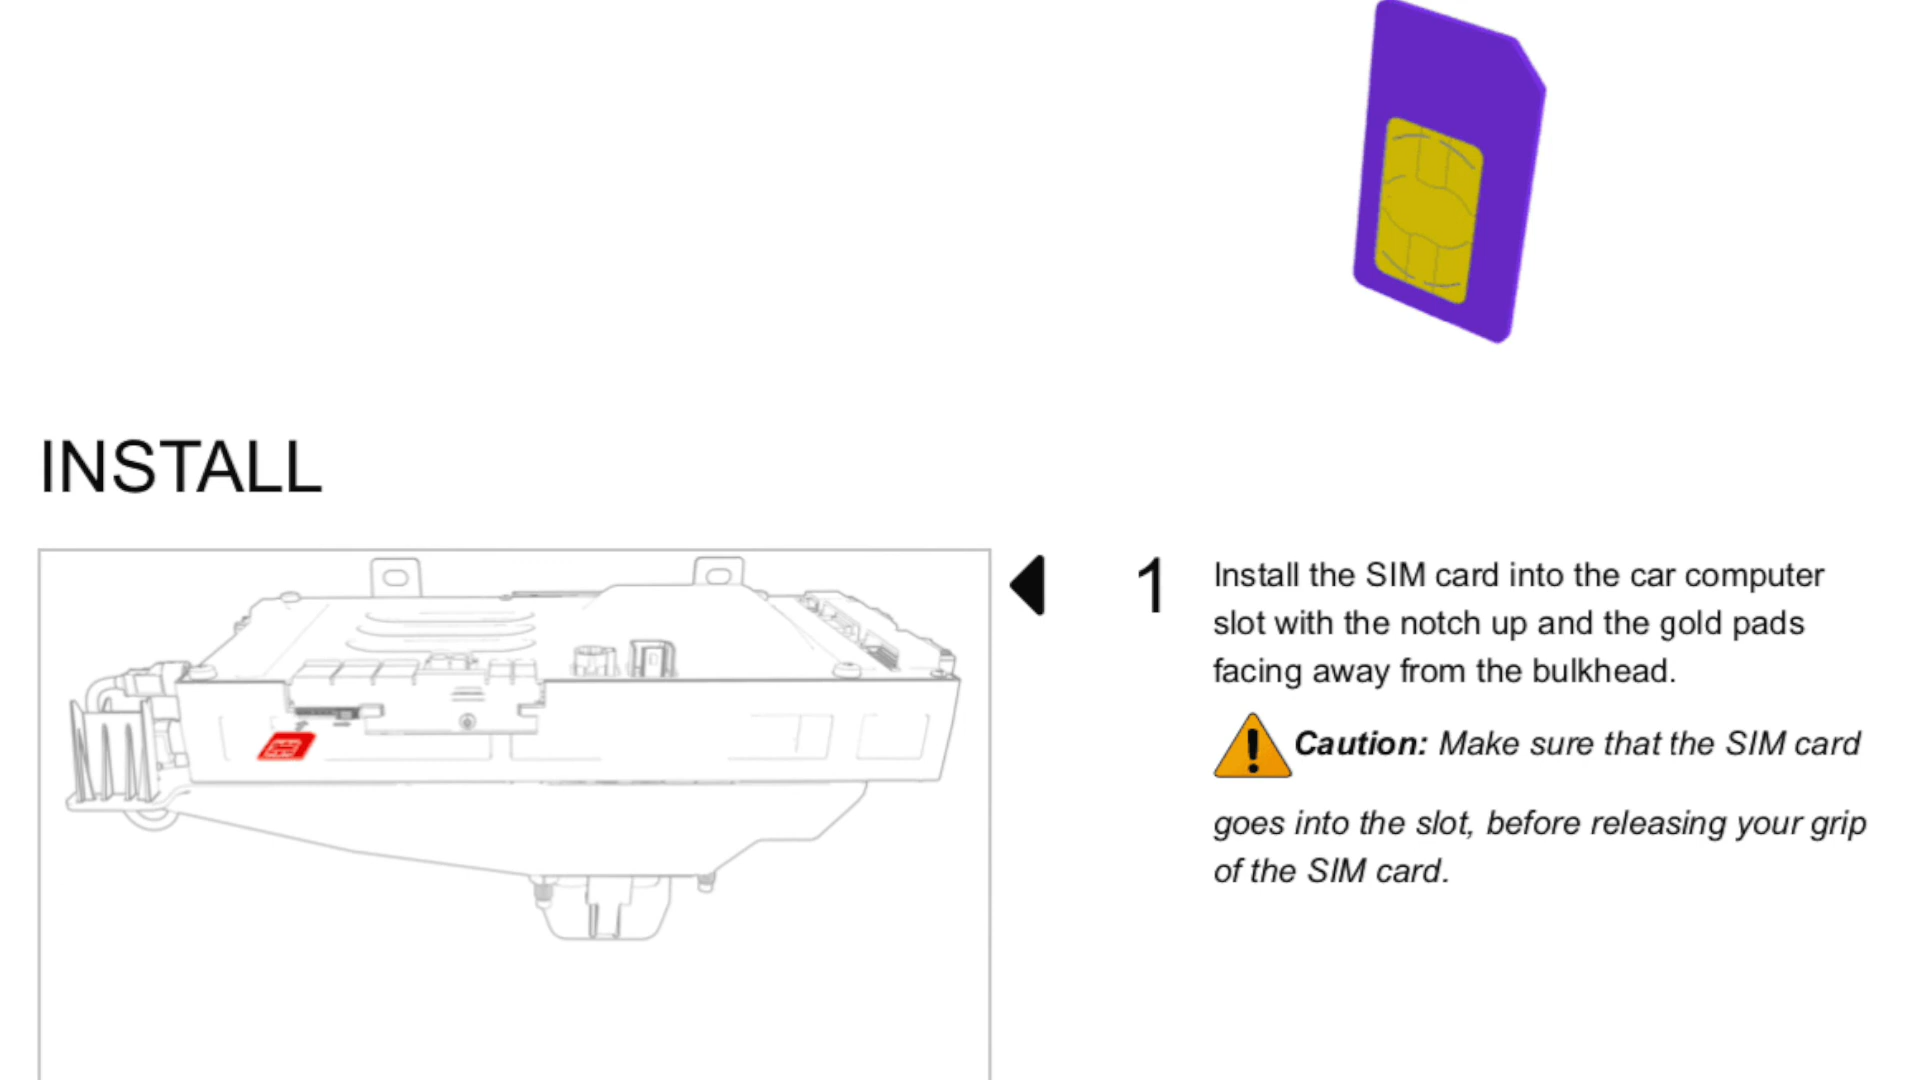 INSTALL
1
Install the SIM card into the car computer
slot with the notch up and the gold pads
facing away from the bulkhead.
Caution: Make sure that the SIM card
goes into the slot, before releasing your grip
of the SIM card.